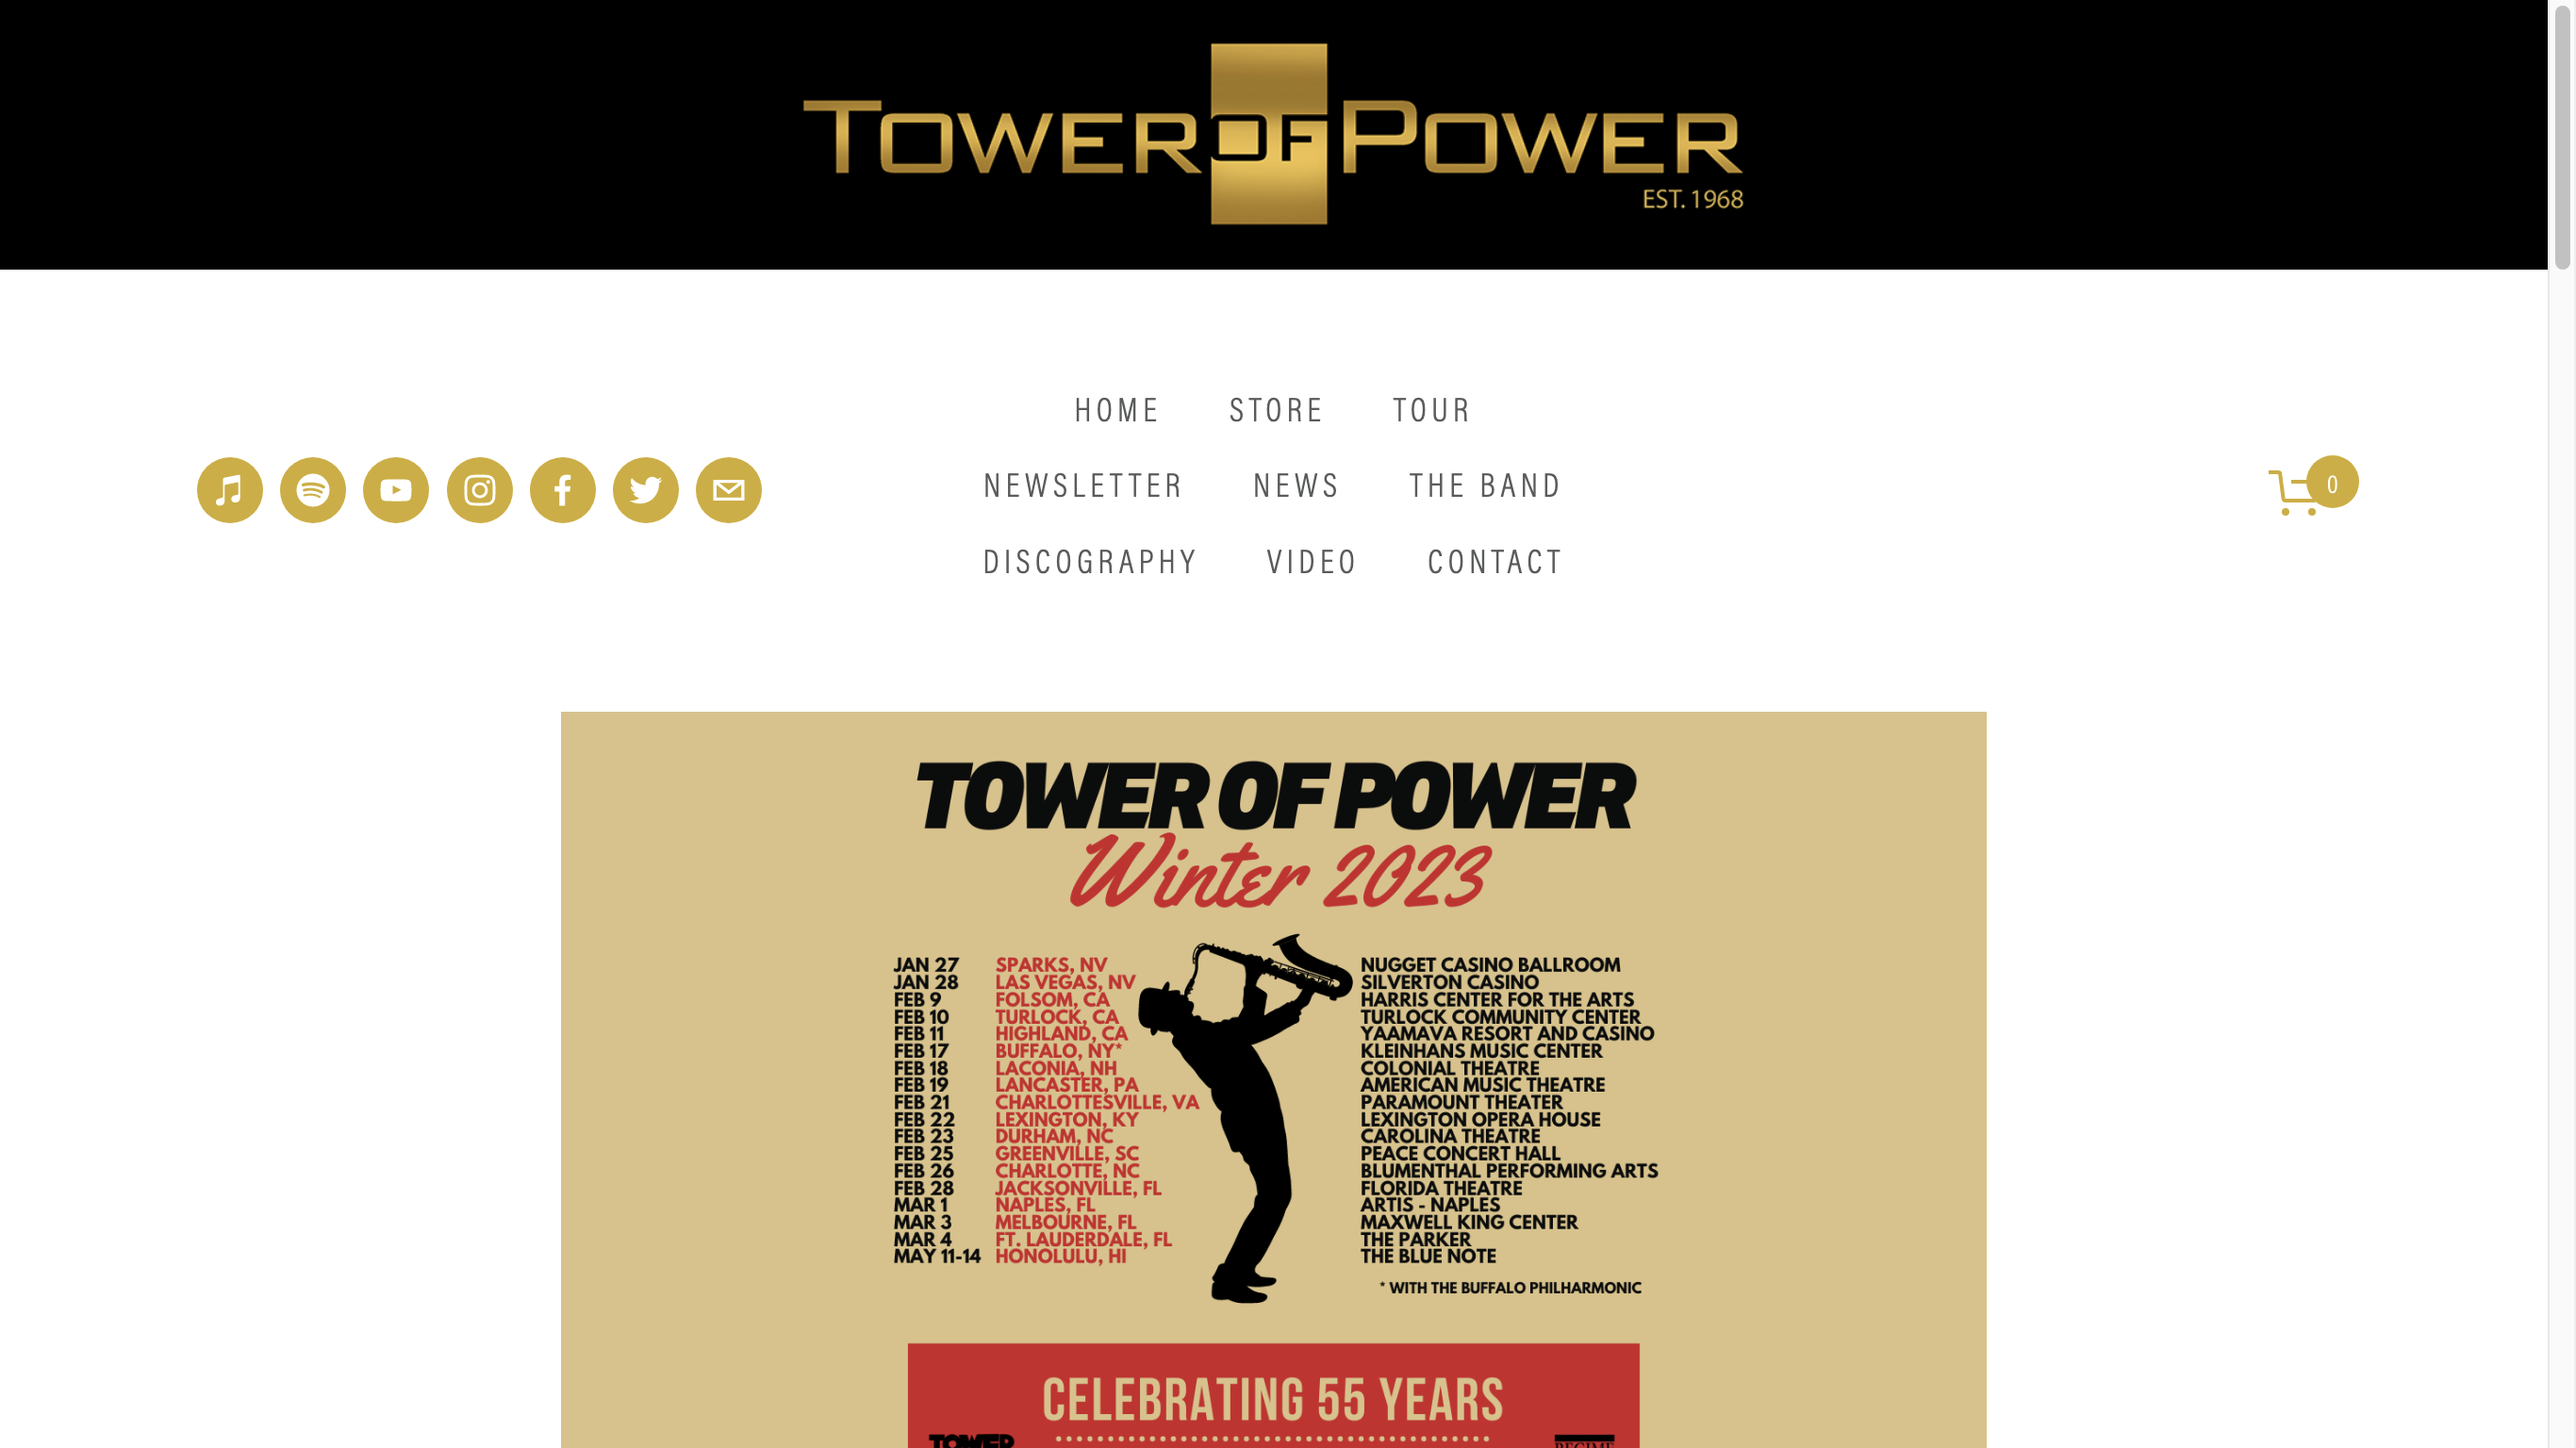 TOWER OF POWER
EST. 1968
HOME STORE TOUR
NEWSLETTER NEWS THE BAND
DISCOGRAPHY VIDEO CONTACT
0
TOWER OF POWER
Winter 2023
JAN 27 SPARKS, NV NUGGET CASINO BALLROOM
JAN 28 LAS VEGAS, NV SILVERTON CASINO
FEB 9 FOLSOM, CA HARRIS CENTER FOR THE ARTS
FEB 10 TURLOCK, CA TURLOCK COMMUNITY CENTER
FEB 11 HIGHLAND, CA YAAMAVA RESORT AND CASINO
FEB 17 BUFFALO, NY* KLEINHANS MUSIC CENTER
FEB 18 LACONIA, NH COLONIAL THEATRE
FEB 19 LANCASTER, PA AMERICAN MUSIC THEATRE
FEB 21 CHARLOTTESVILLE, VA PARAMOUNT THEATER
FEB 22 LEXINGTON, KY LEXINGTON OPERA HOUSE
FEB 23 DURHAM, NC CAROLINA THEATRE
FEB 25 GREENVILLE, SC PEACE CONCERT HALL
FEB 26 CHARLOTTE, NC BLUMENTHAL PERFORMING ARTS
FEB 28 JACKSONVILLE, FL FLORIDA THEATRE
MAR 1 NAPLES, FL ARTIS - NAPLES
MAR 3 MELBOURNE, FL MAXWELL KING CENTER
MAR 4 FT. LAUDERDALE, FL THE PARKER
MAY 11-14 HONOLULU, HI THE BLUE NOTE
* WITH THE BUFFALO PHILHARMONIC
CELEBRATING 55 YEARS
TOWER